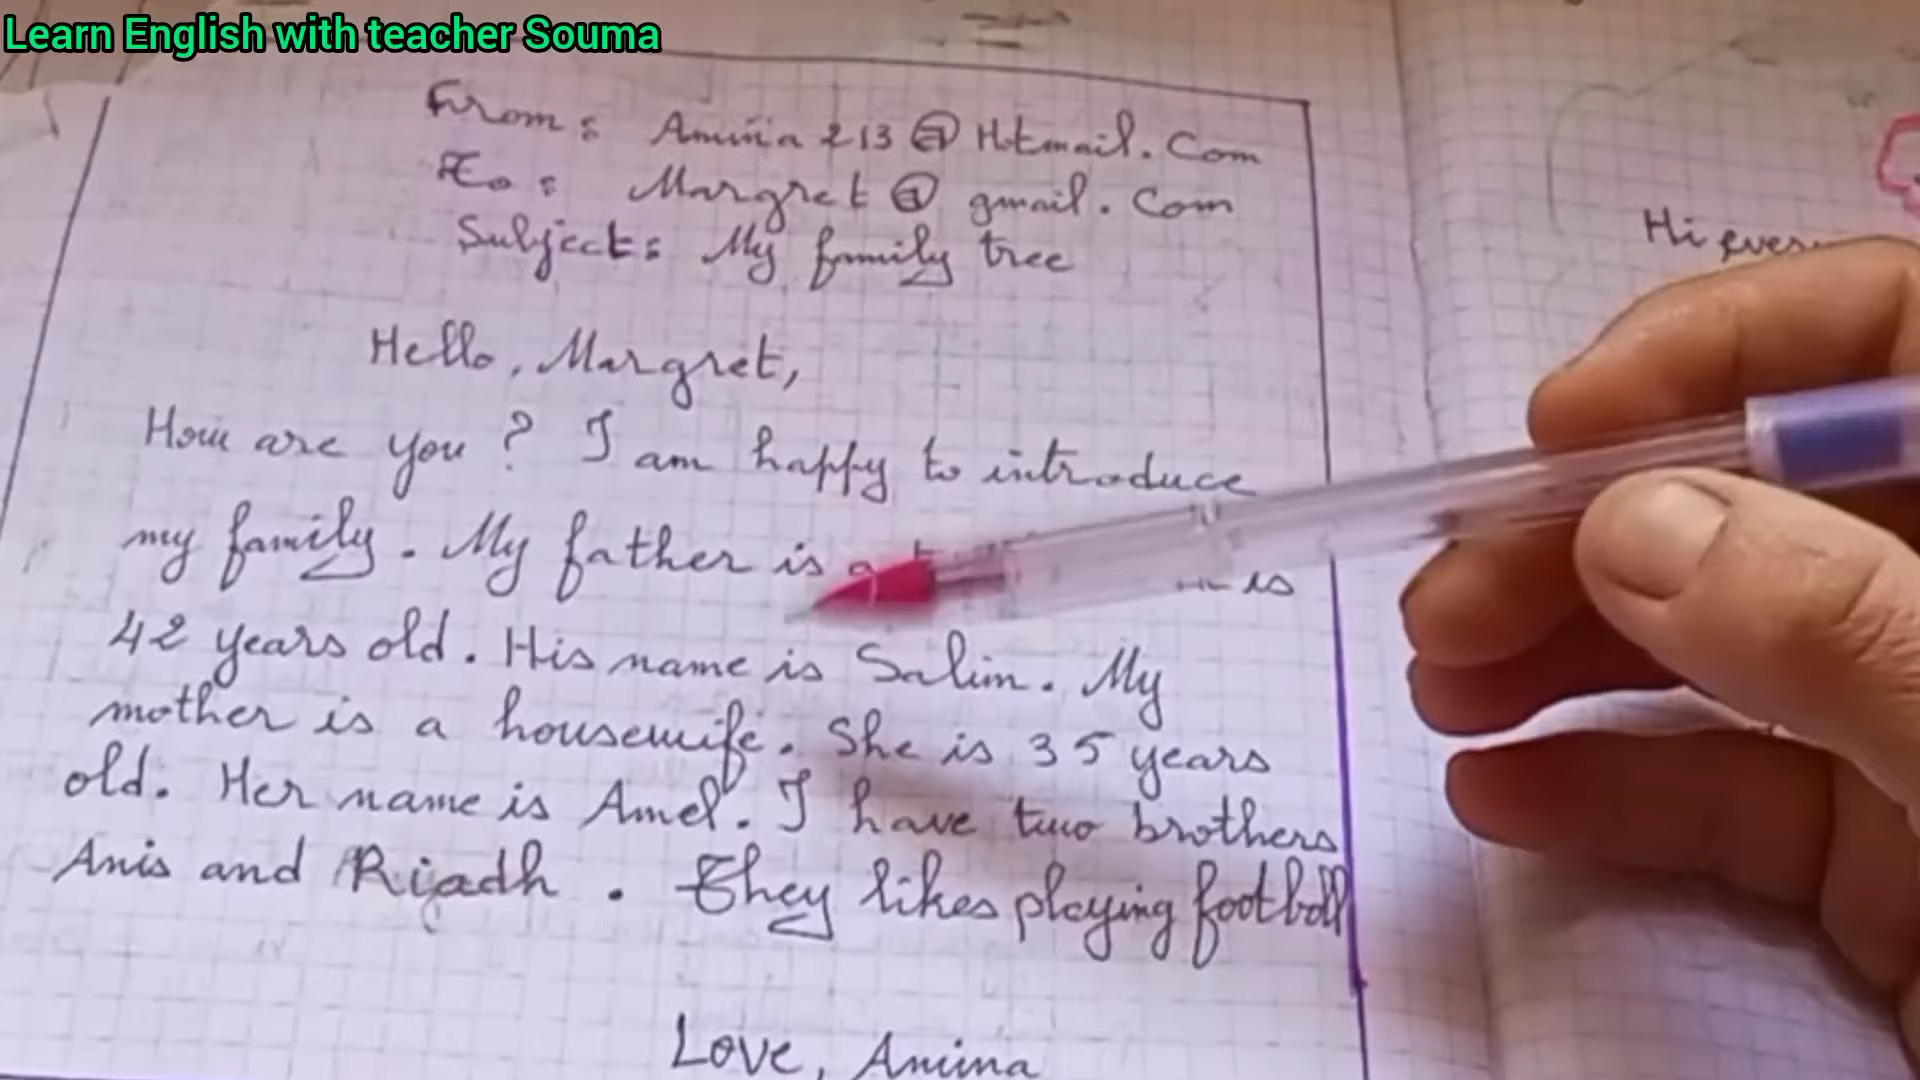 Learn English with teacher Souma
From: Amina 213 @ Hotmail. Com
To: Margret @ gmail. Com
Subject: My family tree
Hello, Margret,
How are you ? I am happy to introduce
my family. My father is a is
42 years old. His name is Salim. My
mother is a housewife. She is 35 years
old. Her name is Amel. I have two brothers
Anis and Riadh. They likes playing football
Love, Amina
Hi